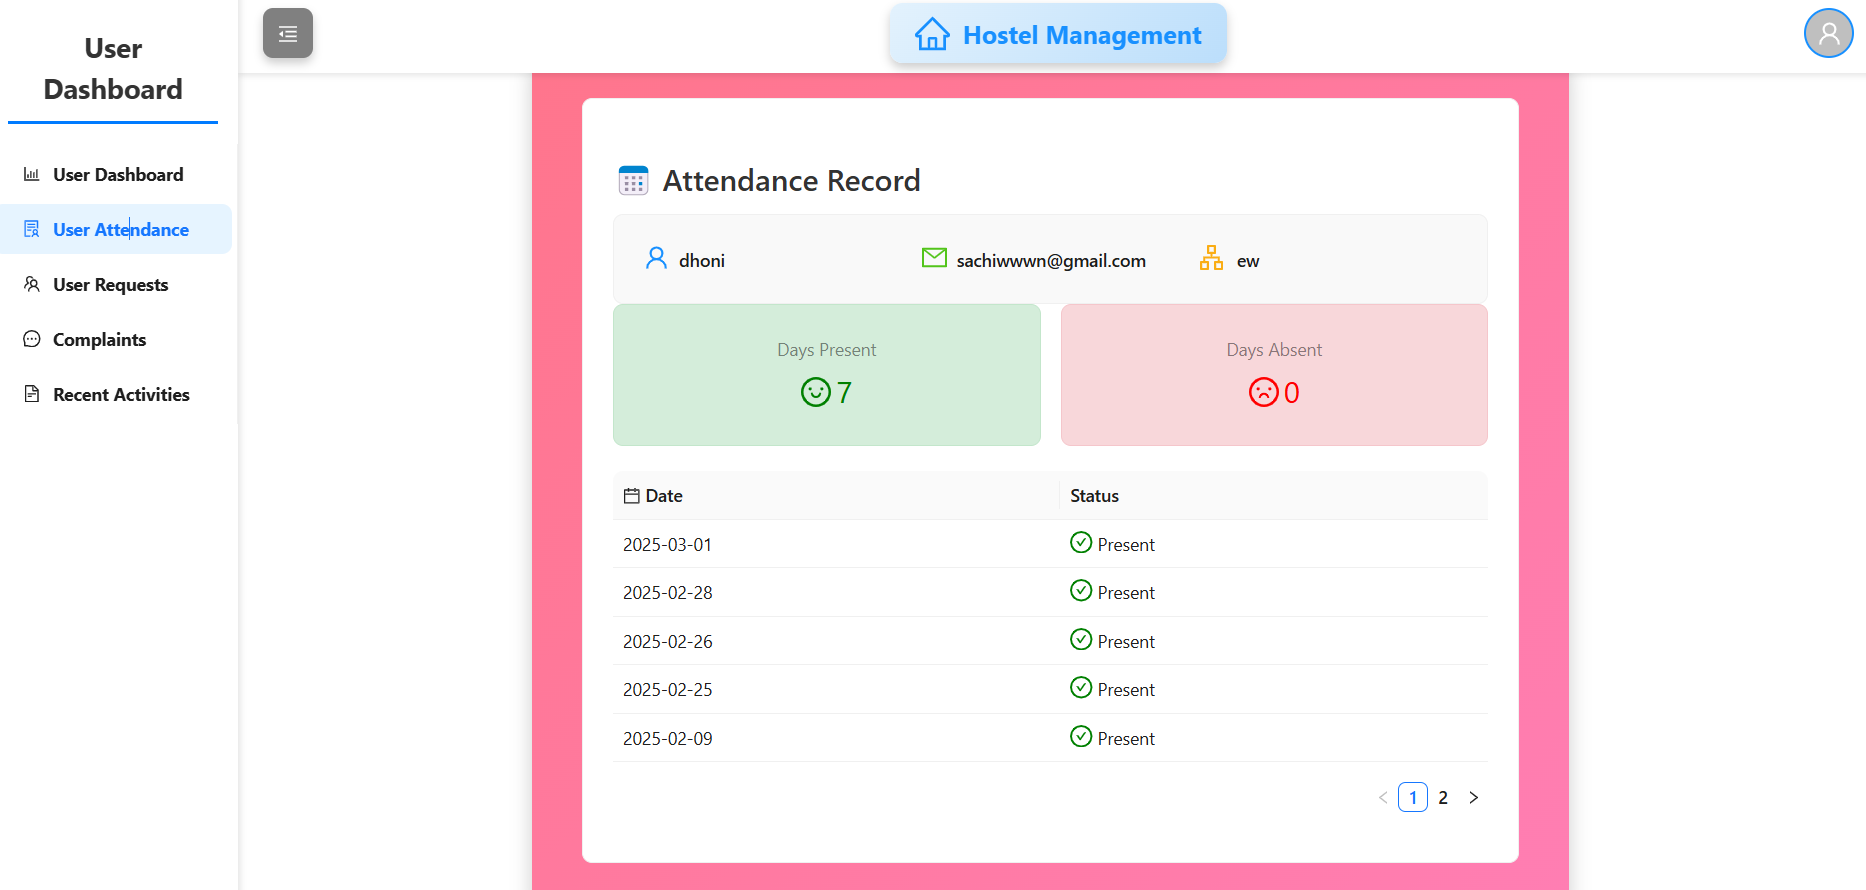 User
Dashboard
User Dashboard
User Attendance
User Requests
Complaints
Recent Activities
Hostel Management
Attendance Record
dhoni sachiwwwn@gmail.com ew
Days Present
7
Days Absent
0
Date Status
2025-03-01 Present
2025-02-28 Present
2025-02-26 Present
2025-02-25 Present
2025-02-09 Present
< 1 2 >